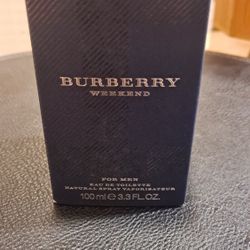 BURBERRY
WEEKEND
FOR MEN
EAU DE TOILETTE
NATURAL SPRAY VAPORISATEUR
100 ml ℮ 3.3 FL.OZ.